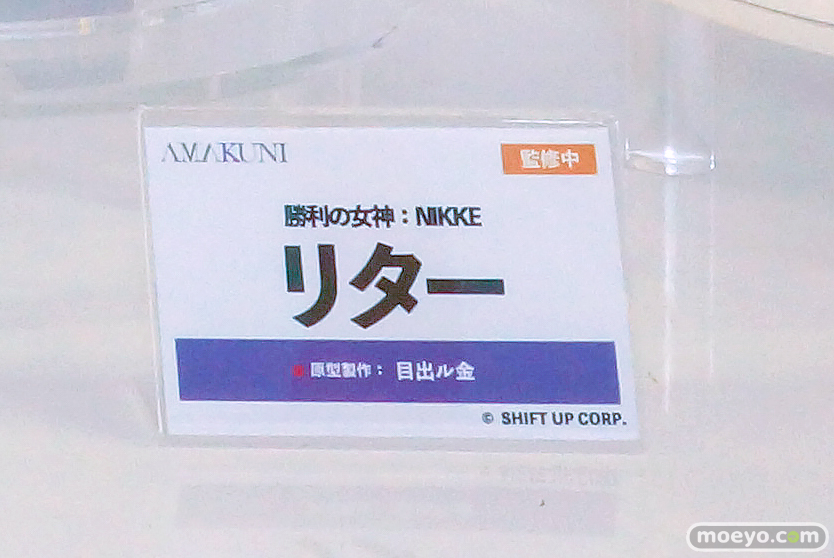 AMAKUNI
監修中
勝利の女神：NIKKE
リター
原型製作： 目出ル金
© SHIFT UP CORP.
moeyo.com